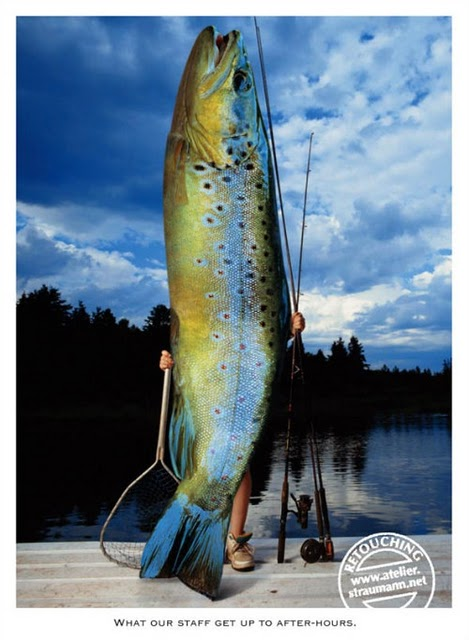 RETOUCHING
www.atelier.
straumann.net
WHAT OUR STAFF GET UP TO AFTER-HOURS.